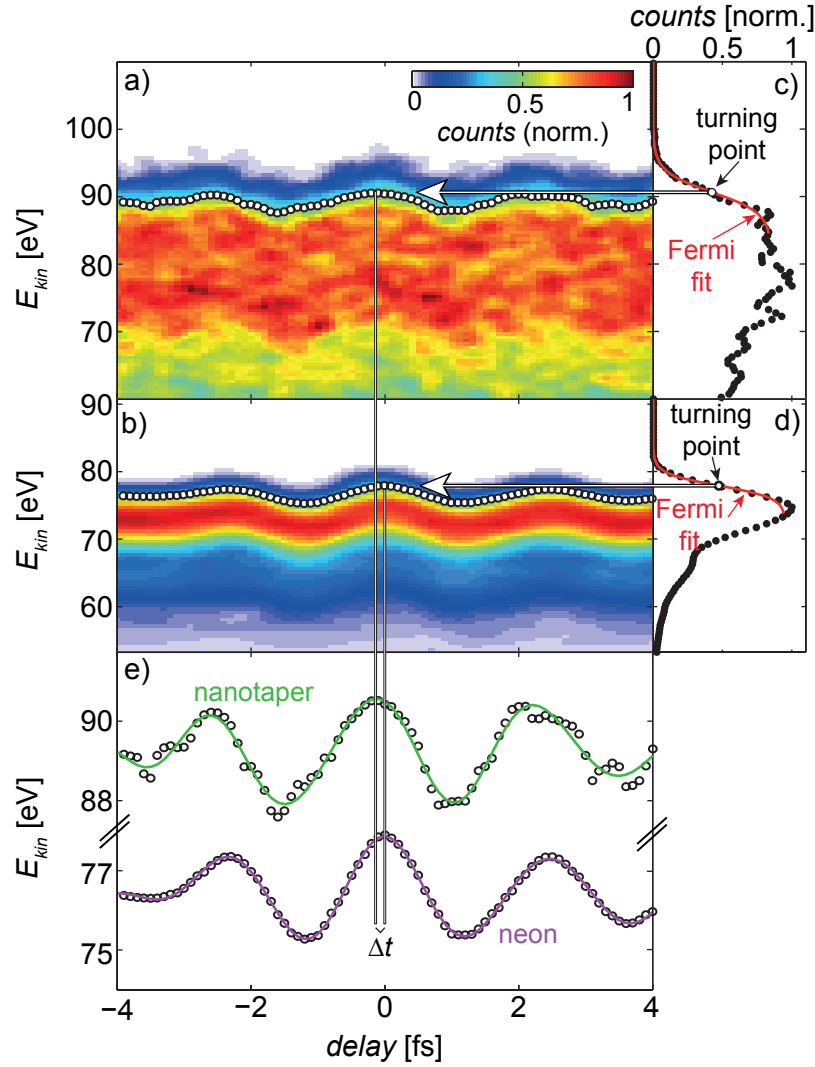 counts [norm.]
0 0.5 1
a)
0 0.5 1
counts (norm.)
c)
turning
point
Fermi
fit
100
90
80
70
E_kin [eV]
b)
d)
turning
point
Fermi
fit
90
80
70
60
E_kin [eV]
e)
nanotaper
90
88
77
75
E_kin [eV]
neon
Δt
−4 −2 0 2 4
delay [fs]